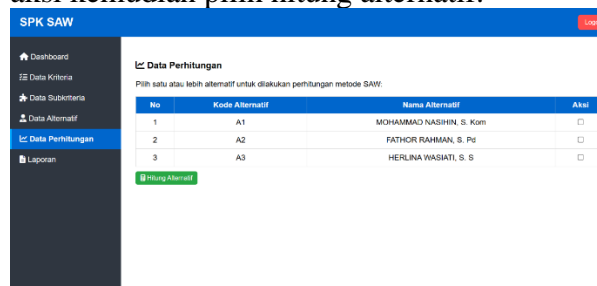 aksi kemudian pilih hitung alternatif.
SPK SAW
Logout
Dashboard
Data Kriteria
Data Subkriteria
Data Alternatif
Data Perhitungan
Laporan
Data Perhitungan
Pilih satu atau lebih alternatif untuk dilakukan perhitungan metode SAW:
No Kode Alternatif Nama Alternatif Aksi
1 A1 MOHAMMAD NASIHIN, S. Kom
2 A2 FATHOR RAHMAN, S. Pd
3 A3 HERLINA WASIATI, S. S
Hitung Alternatif